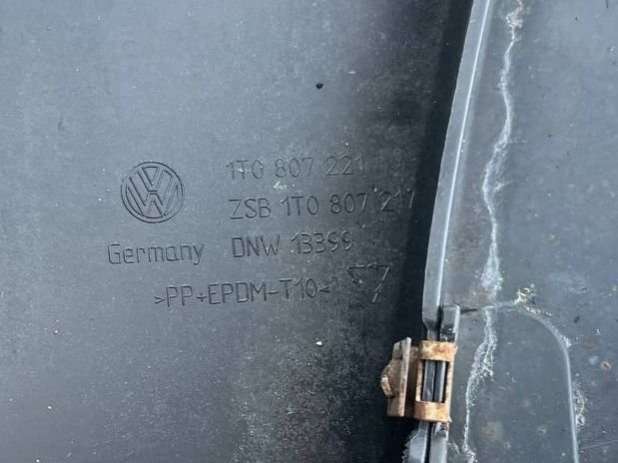 1T0 807 221
ZSB 1T0 807 217
Germany DNW 13399
>PP+EPDM-T10<